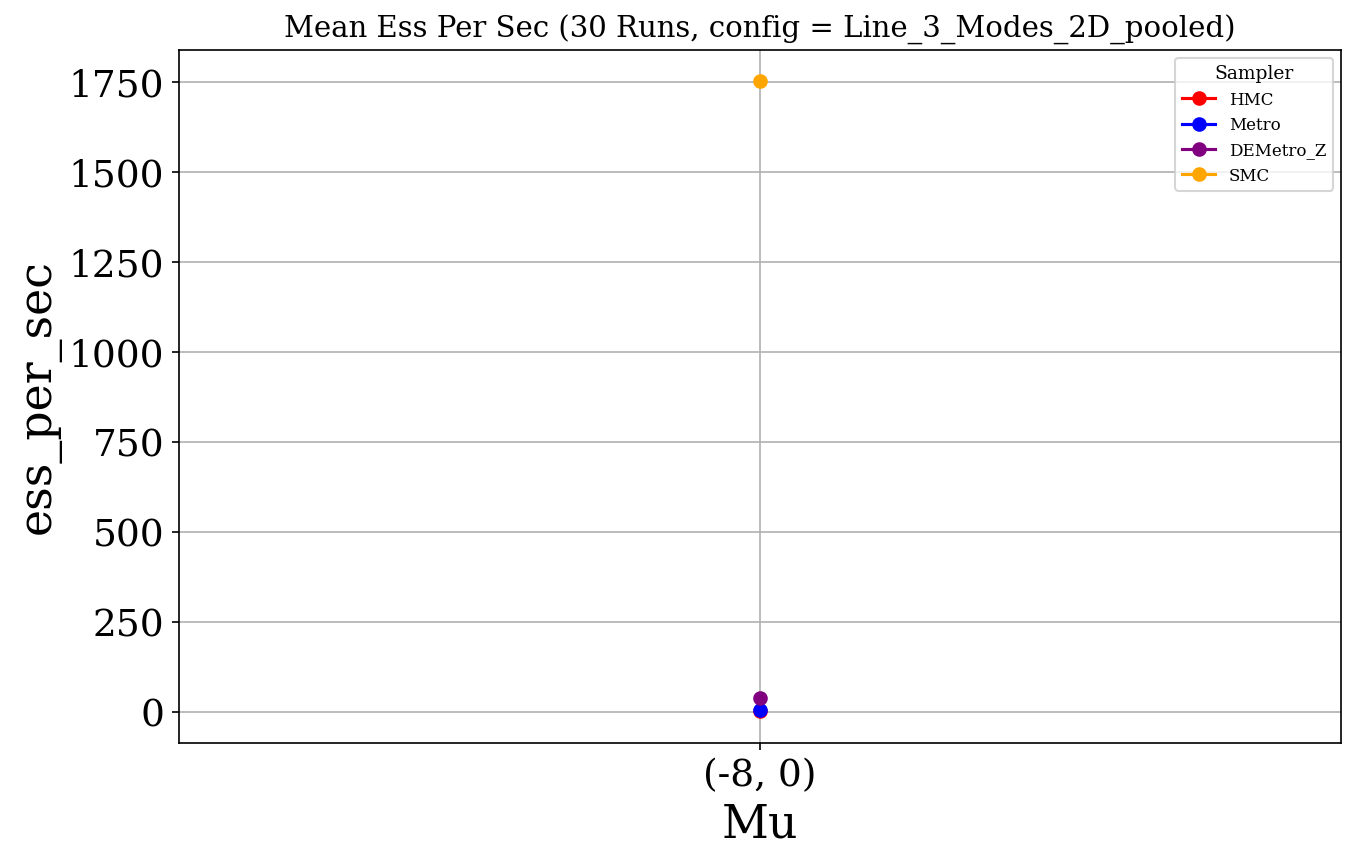 Mean Ess Per Sec (30 Runs, config = Line_3_Modes_2D_pooled)
Sampler
HMC
Metro
DEMetro_Z
SMC
ess_per_sec
1750
1500
1250
1000
750
500
250
0
(-8, 0)
Mu